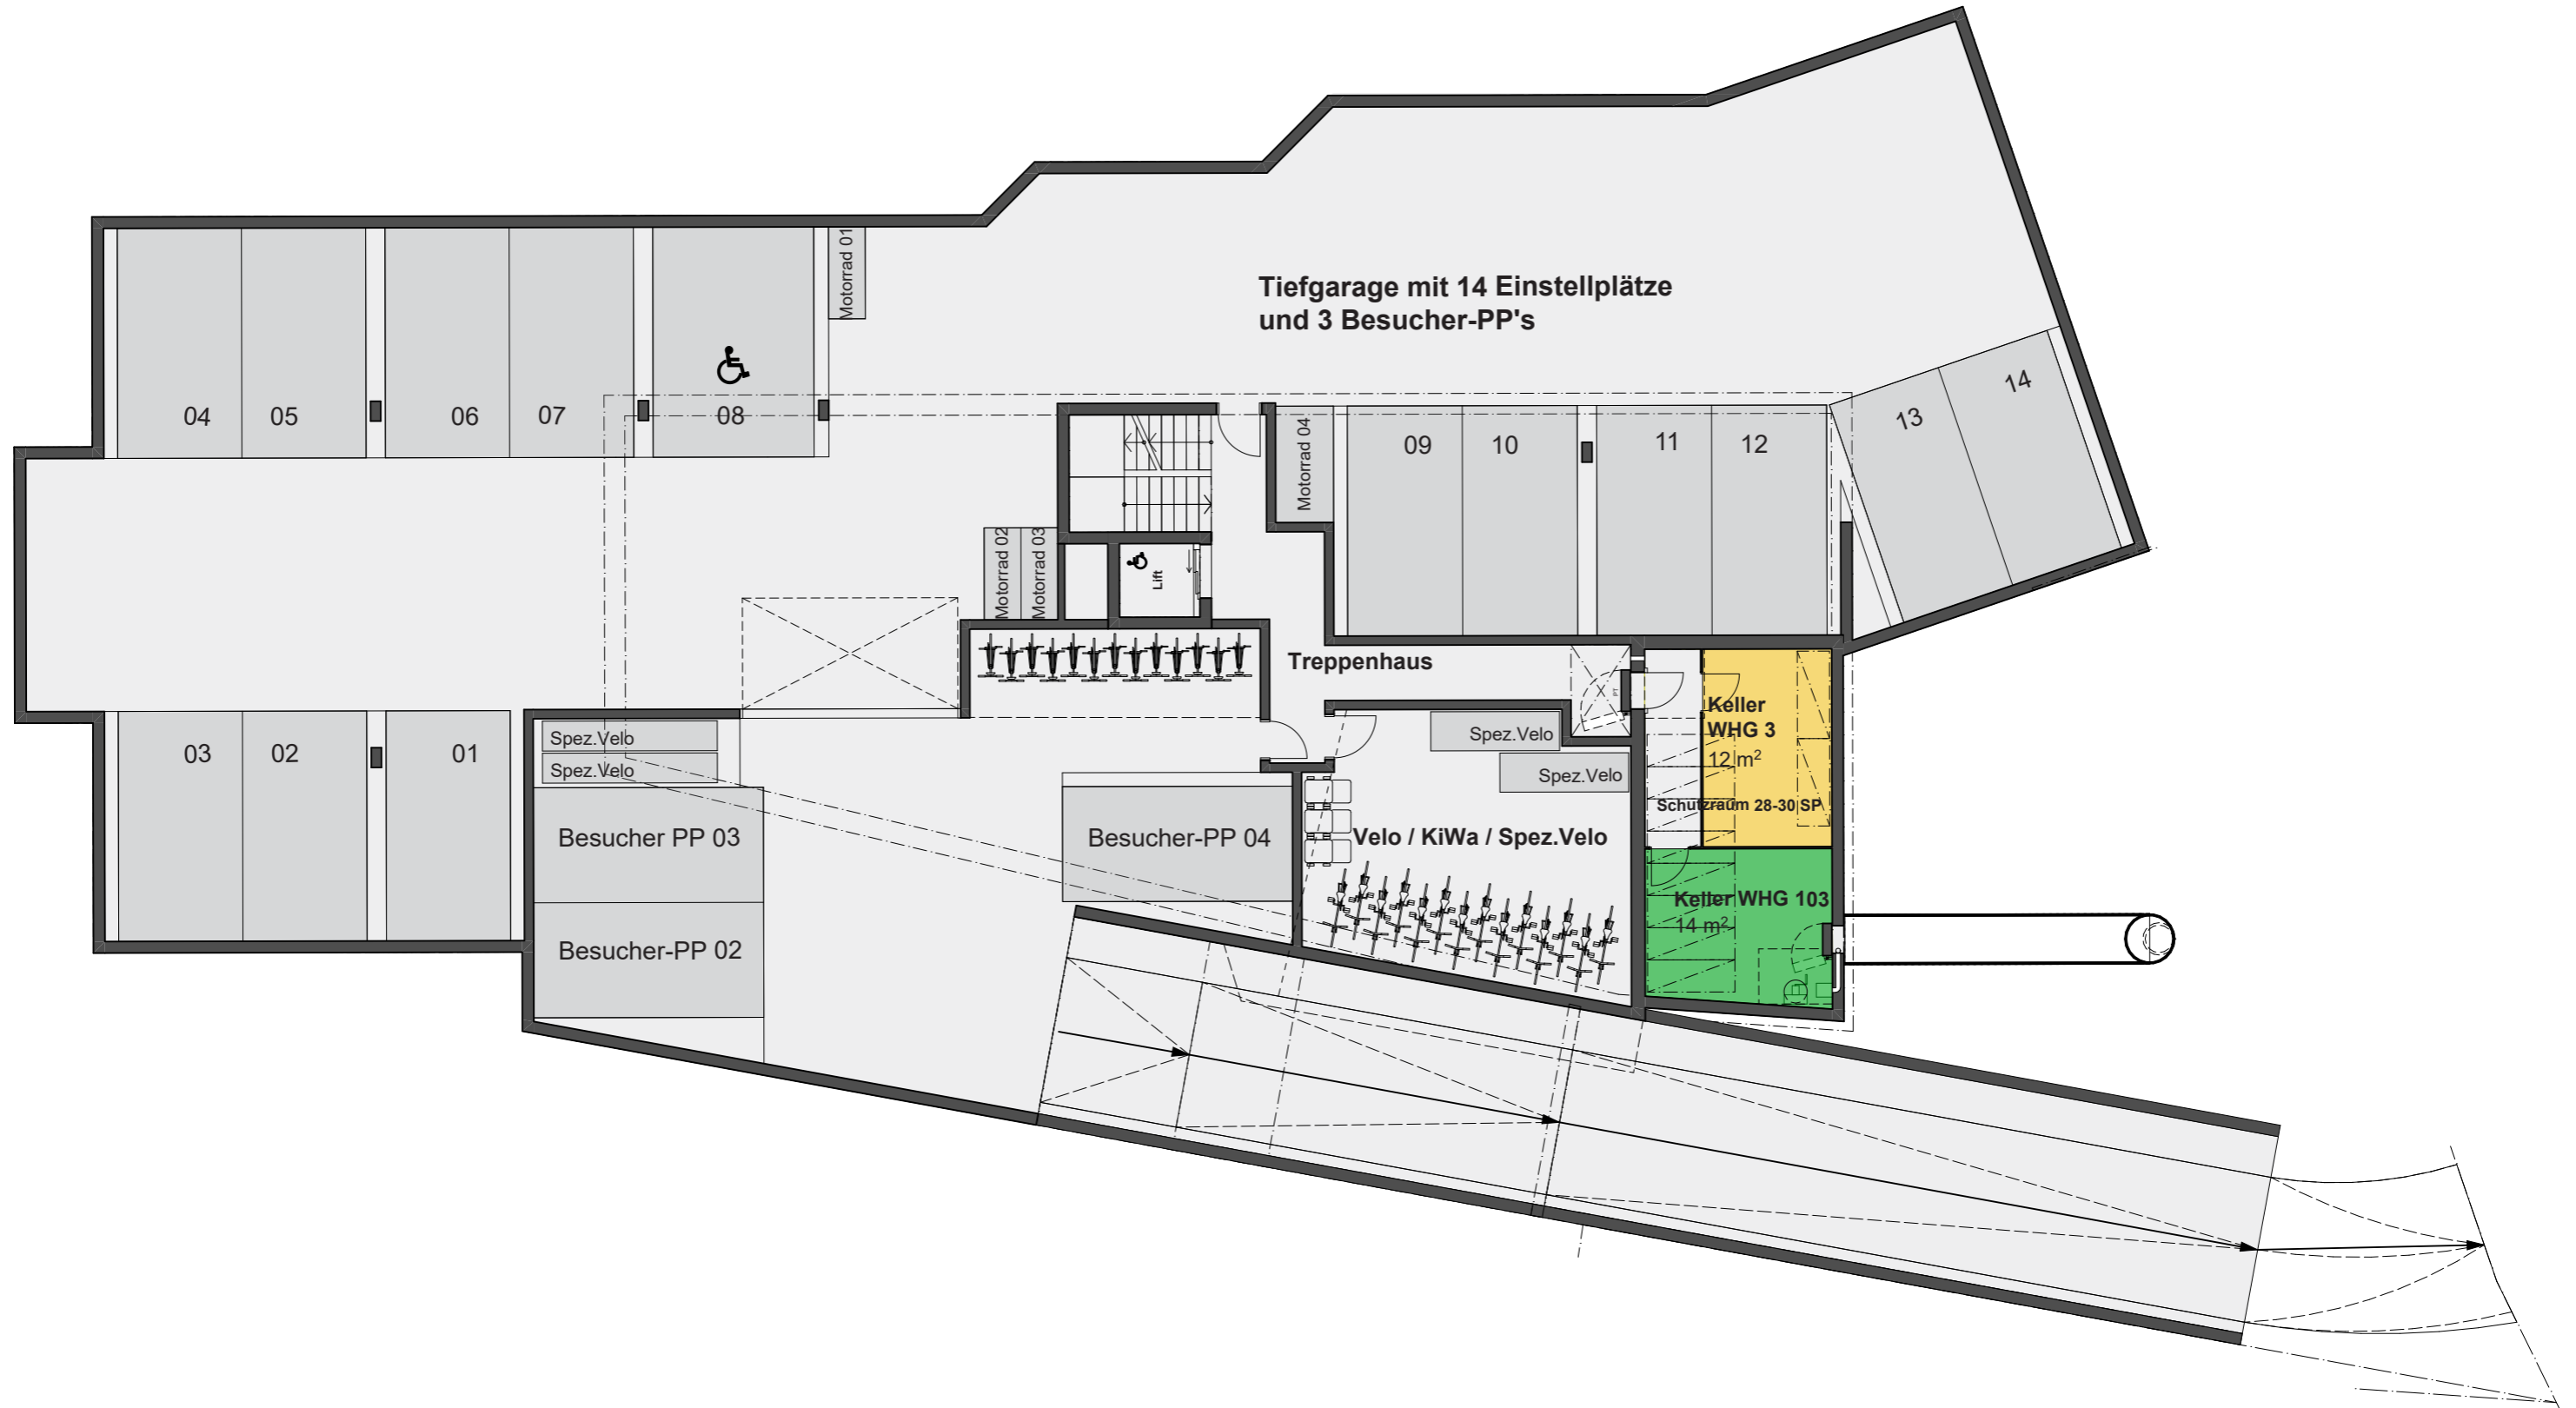 Tiefgarage mit 14 Einstellplätze
und 3 Besucher-PP's
04
05
06
07
08
Motorrad 01
Motorrad 04
09
10
11
12
13
14
Motorrad 02
Motorrad 03
Lift
Treppenhaus
PT
03
02
01
Spez.Velo
Spez.Velo
Spez.Velo
Spez.Velo
Keller
WHG 3
12 m²
Schutzraum 28-30 SP
Besucher PP 03
Besucher-PP 04
Velo / KiWa / Spez.Velo
Besucher-PP 02
Keller WHG 103
14 m²